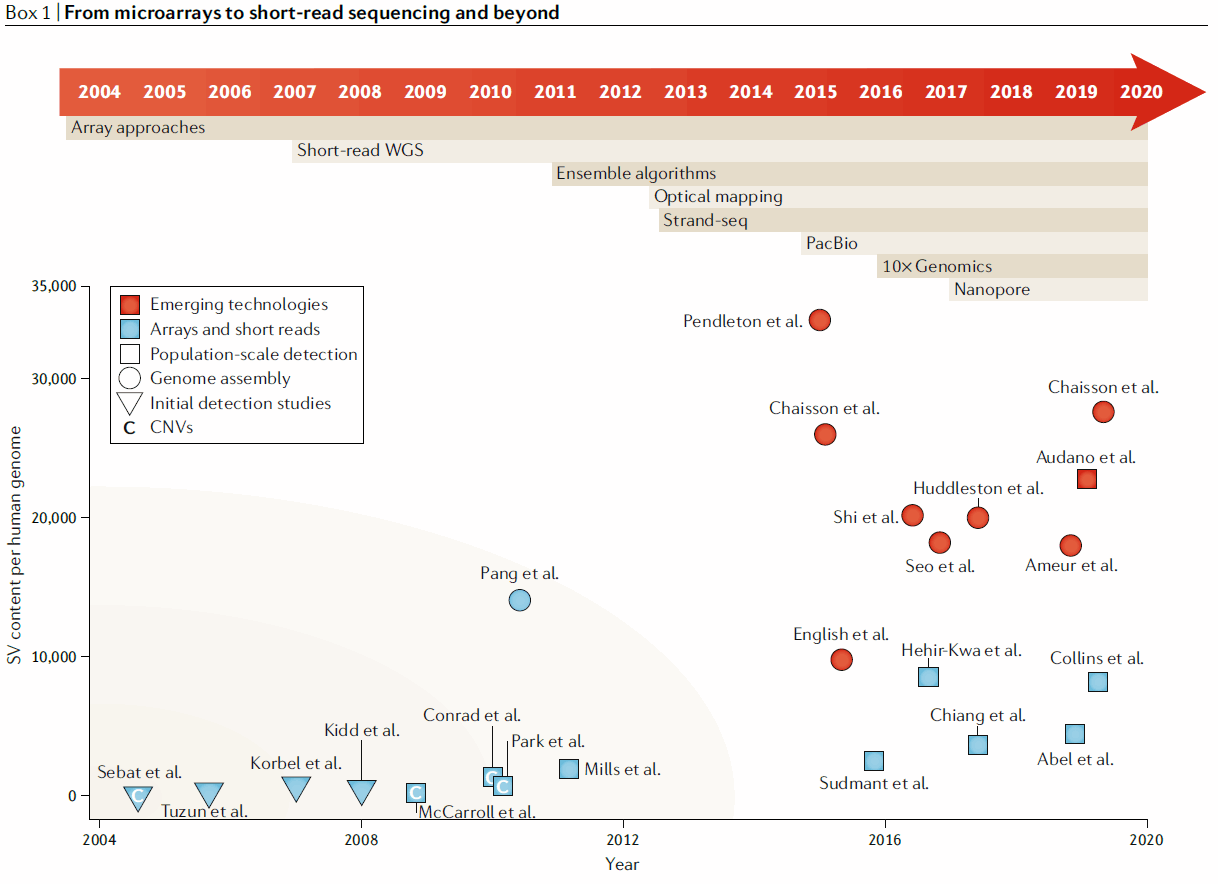 Box 1 | From microarrays to short-read sequencing and beyond
2004 2005 2006 2007 2008 2009 2010 2011 2012 2013 2014 2015 2016 2017 2018 2019 2020
Array approaches
Short-read WGS
Ensemble algorithms
Optical mapping
Strand-seq
PacBio
10x Genomics
Nanopore
35,000
30,000
20,000
10,000
0
SV content per human genome
Emerging technologies
Arrays and short reads
Population-scale detection
Genome assembly
Initial detection studies
C CNVs
Pendleton et al.
Chaisson et al.
Chaisson et al.
Audano et al.
Huddleston et al.
Shi et al.
Seo et al.
Ameur et al.
Pang et al.
English et al.
Hehir-Kwa et al.
Collins et al.
Conrad et al.
Chiang et al.
Kidd et al.
Park et al.
Korbel et al.
Sebat et al.
Mills et al.
Abel et al.
Sudmant et al.
C
C
C
C
Tuzun et al.
McCarroll et al.
2004 2008 2012 2016 2020
Year